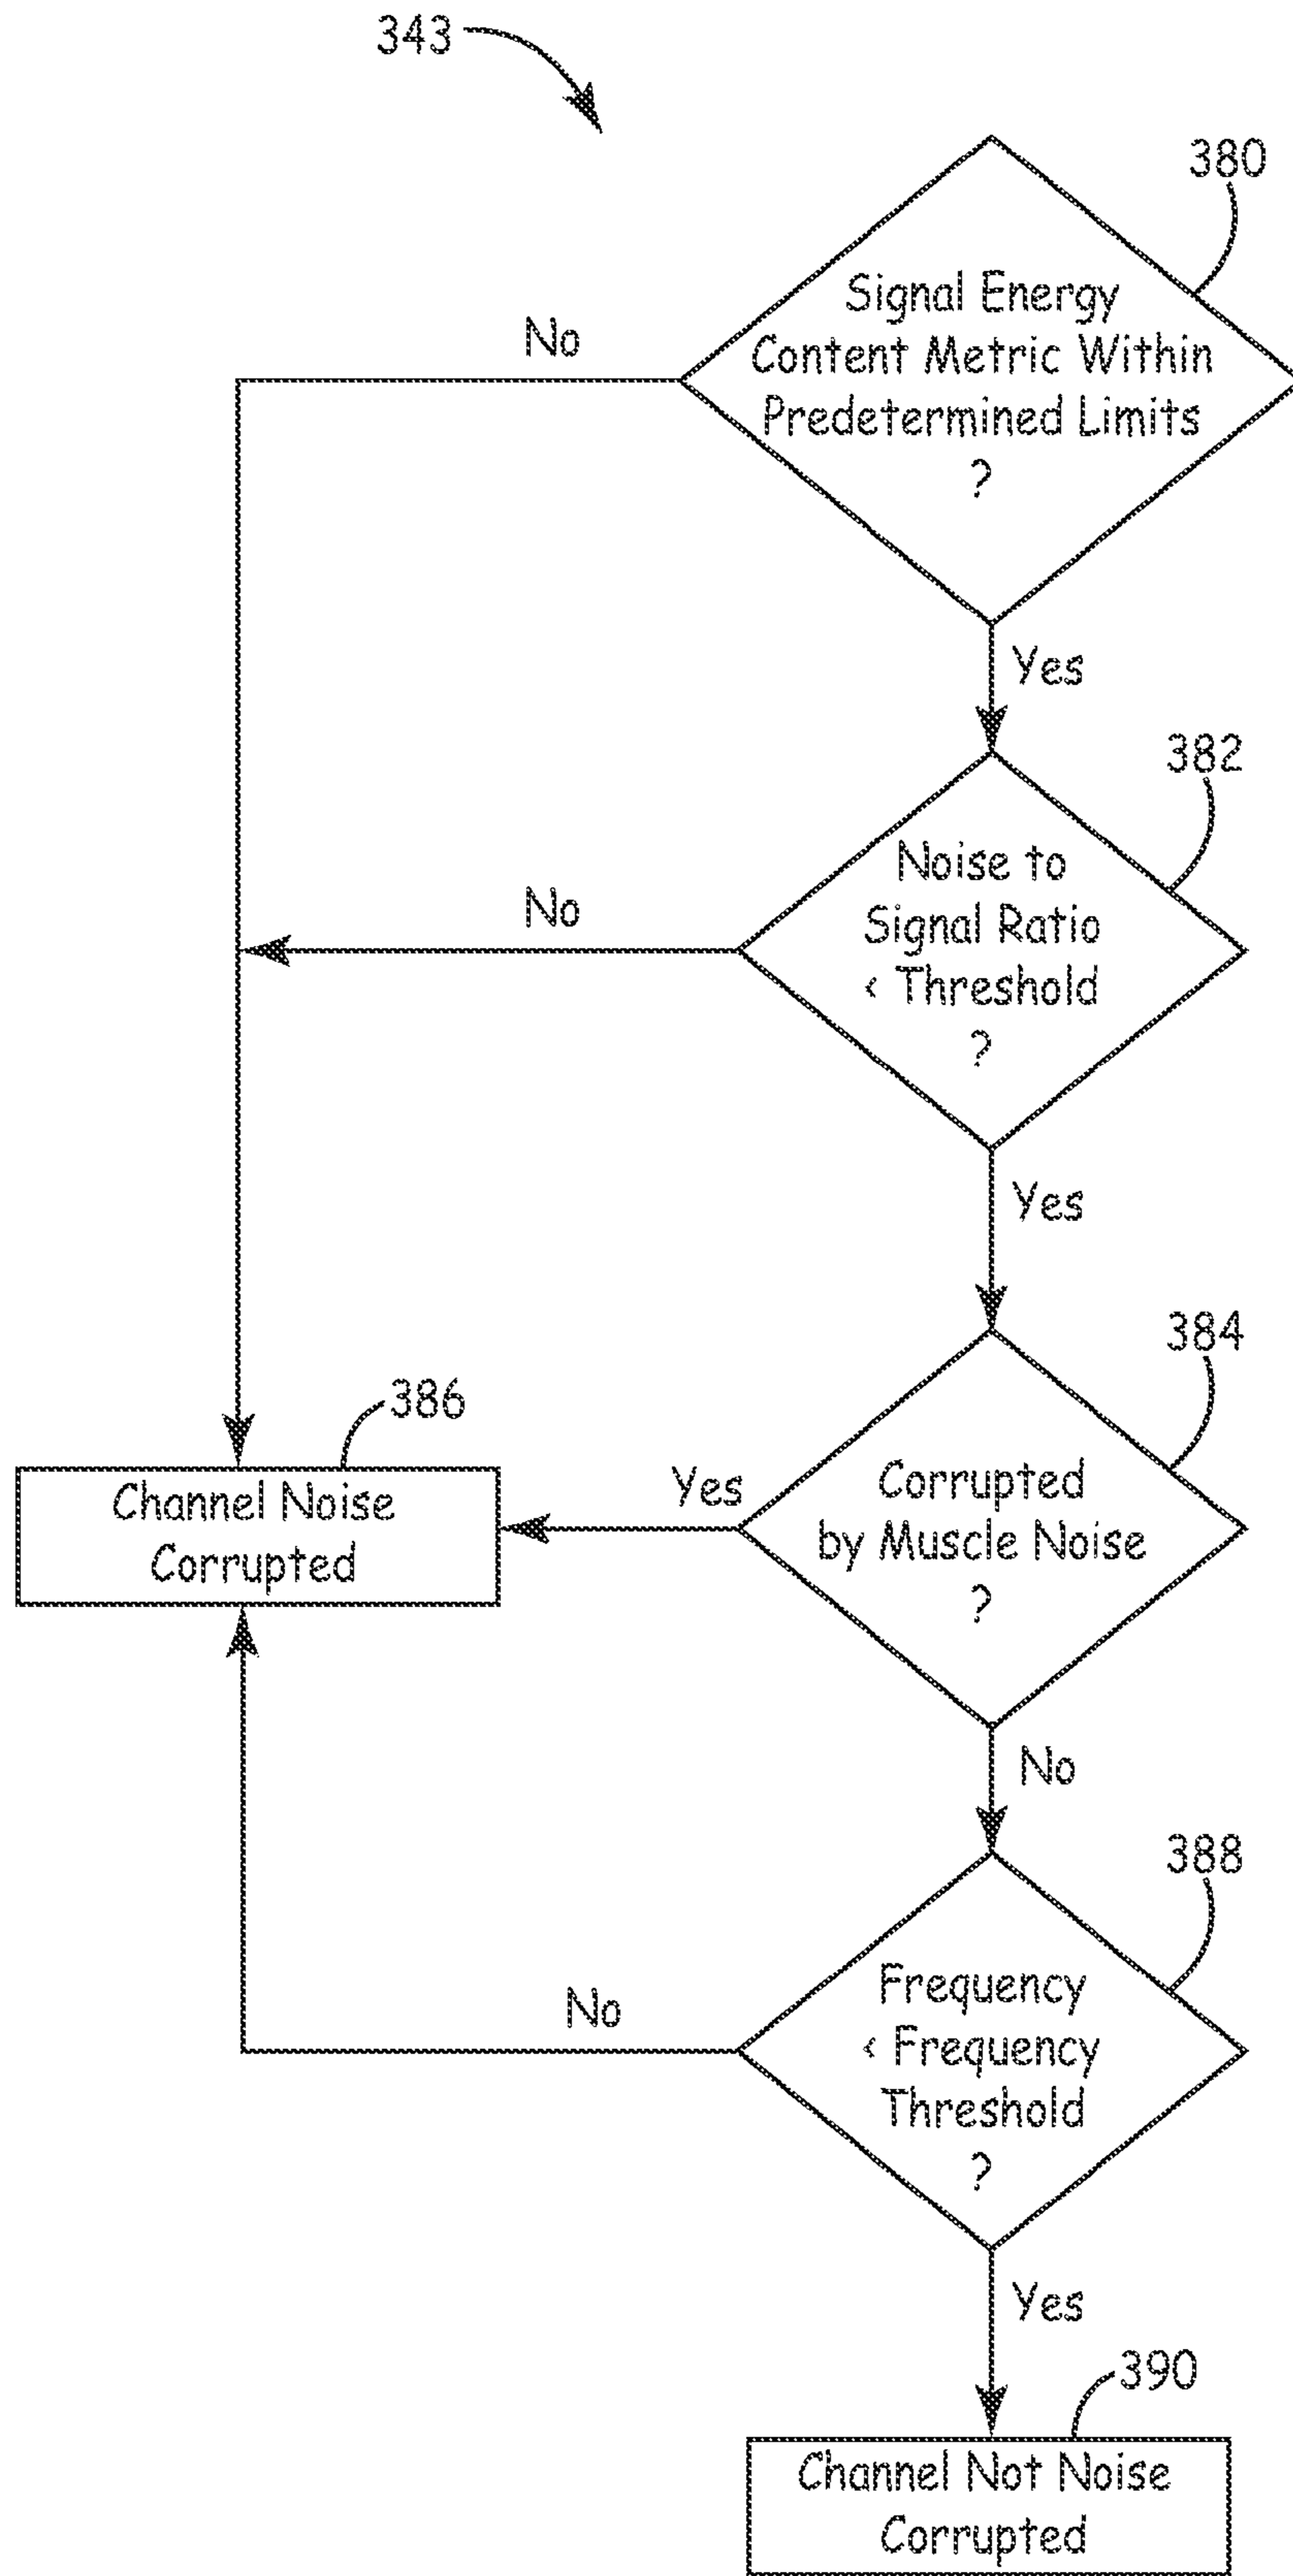 343
380
Signal Energy
Content Metric Within
Predetermined Limits
?
No
Yes
382
Noise to
Signal Ratio
< Threshold
?
No
Yes
384
386
Channel Noise
Corrupted
Yes
Corrupted
by Muscle Noise
?
No
388
Frequency
< Frequency
Threshold
?
No
Yes
390
Channel Not Noise
Corrupted